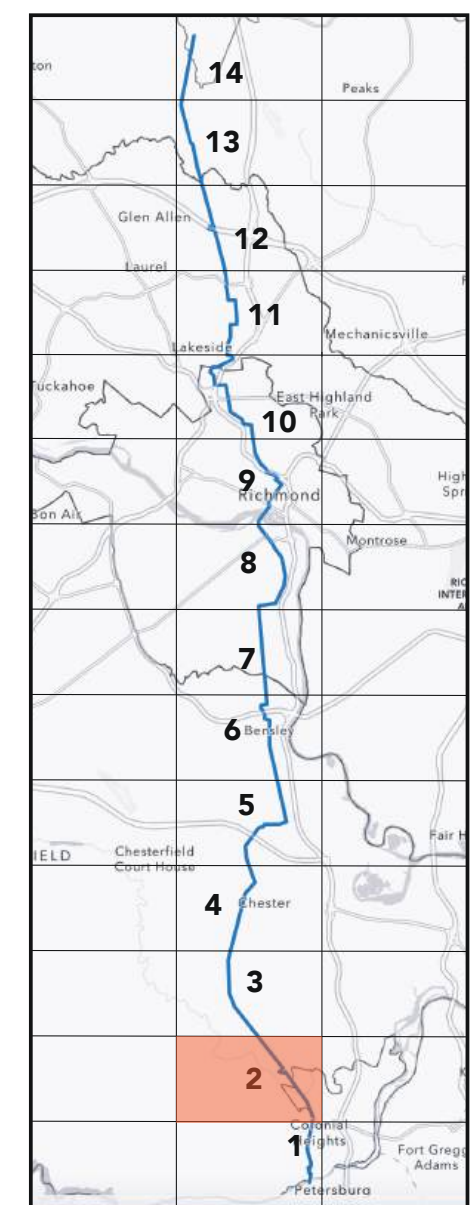 ton
14
Peaks
13
Glen Allen
12
Laurel
11
Mechanicsville
Lakeside
Tuckahoe
East Highland
Park
10
9
High
Spr
Richmond
Bon Air
Montrose
8
RIC
INTER
A
7
6
Bensley
5
Fair H
IELD
Chesterfield
Court House
4
Chester
3
2
Colonial
Heights
1
Fort Gregg
Adams
Petersburg